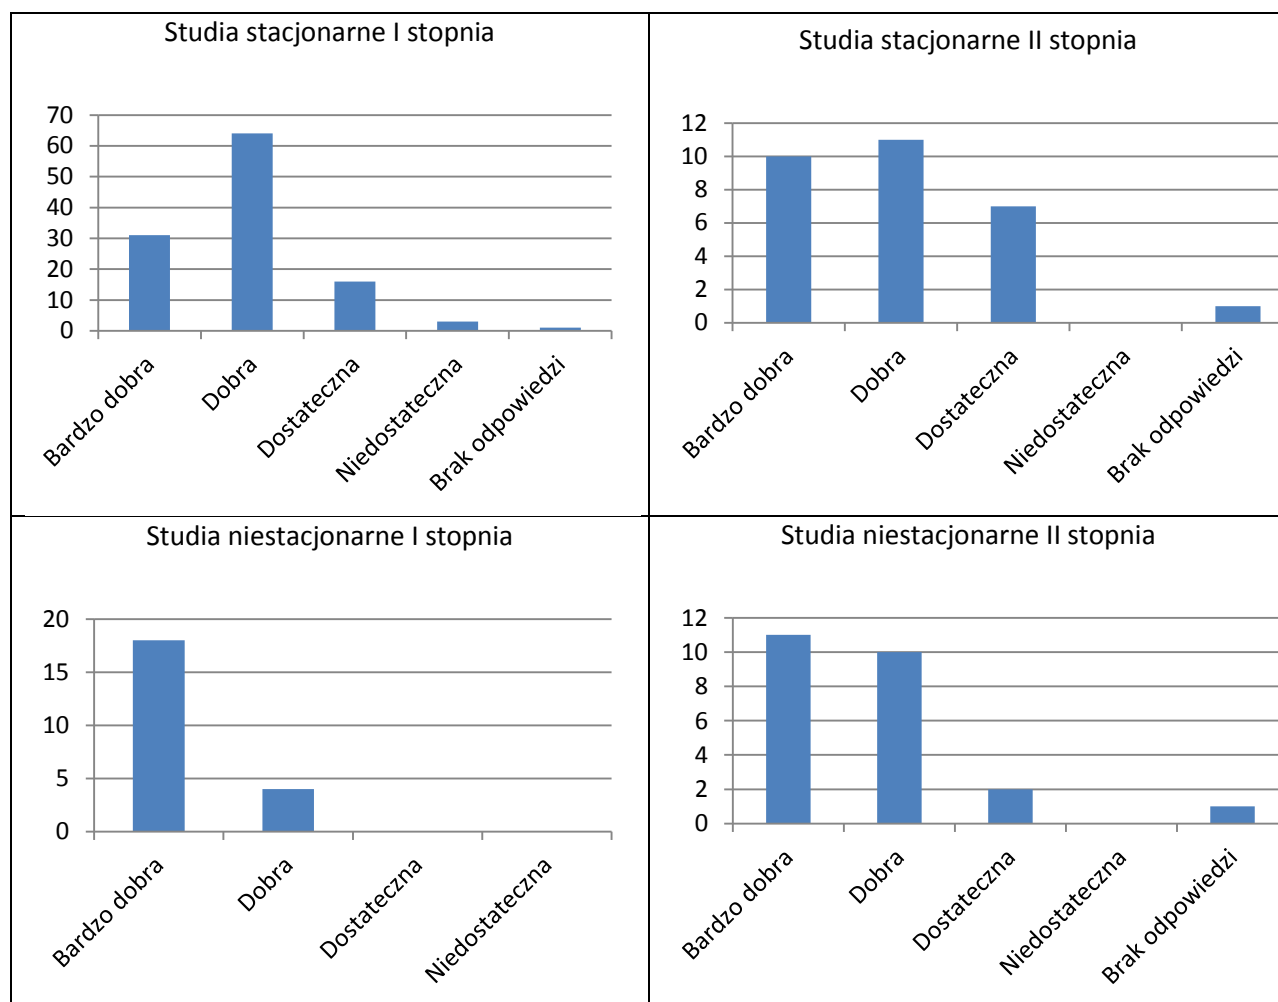 Studia stacjonarne I stopnia
70
60
50
40
30
20
10
0
Bardzo dobra
Dobra
Dostateczna
Niedostateczna
Brak odpowiedzi
Studia stacjonarne II stopnia
12
10
8
6
4
2
0
Bardzo dobra
Dobra
Dostateczna
Niedostateczna
Brak odpowiedzi
Studia niestacjonarne I stopnia
20
15
10
5
0
Bardzo dobra
Dobra
Dostateczna
Niedostateczna
Studia niestacjonarne II stopnia
12
10
8
6
4
2
0
Bardzo dobra
Dobra
Dostateczna
Niedostateczna
Brak odpowiedzi